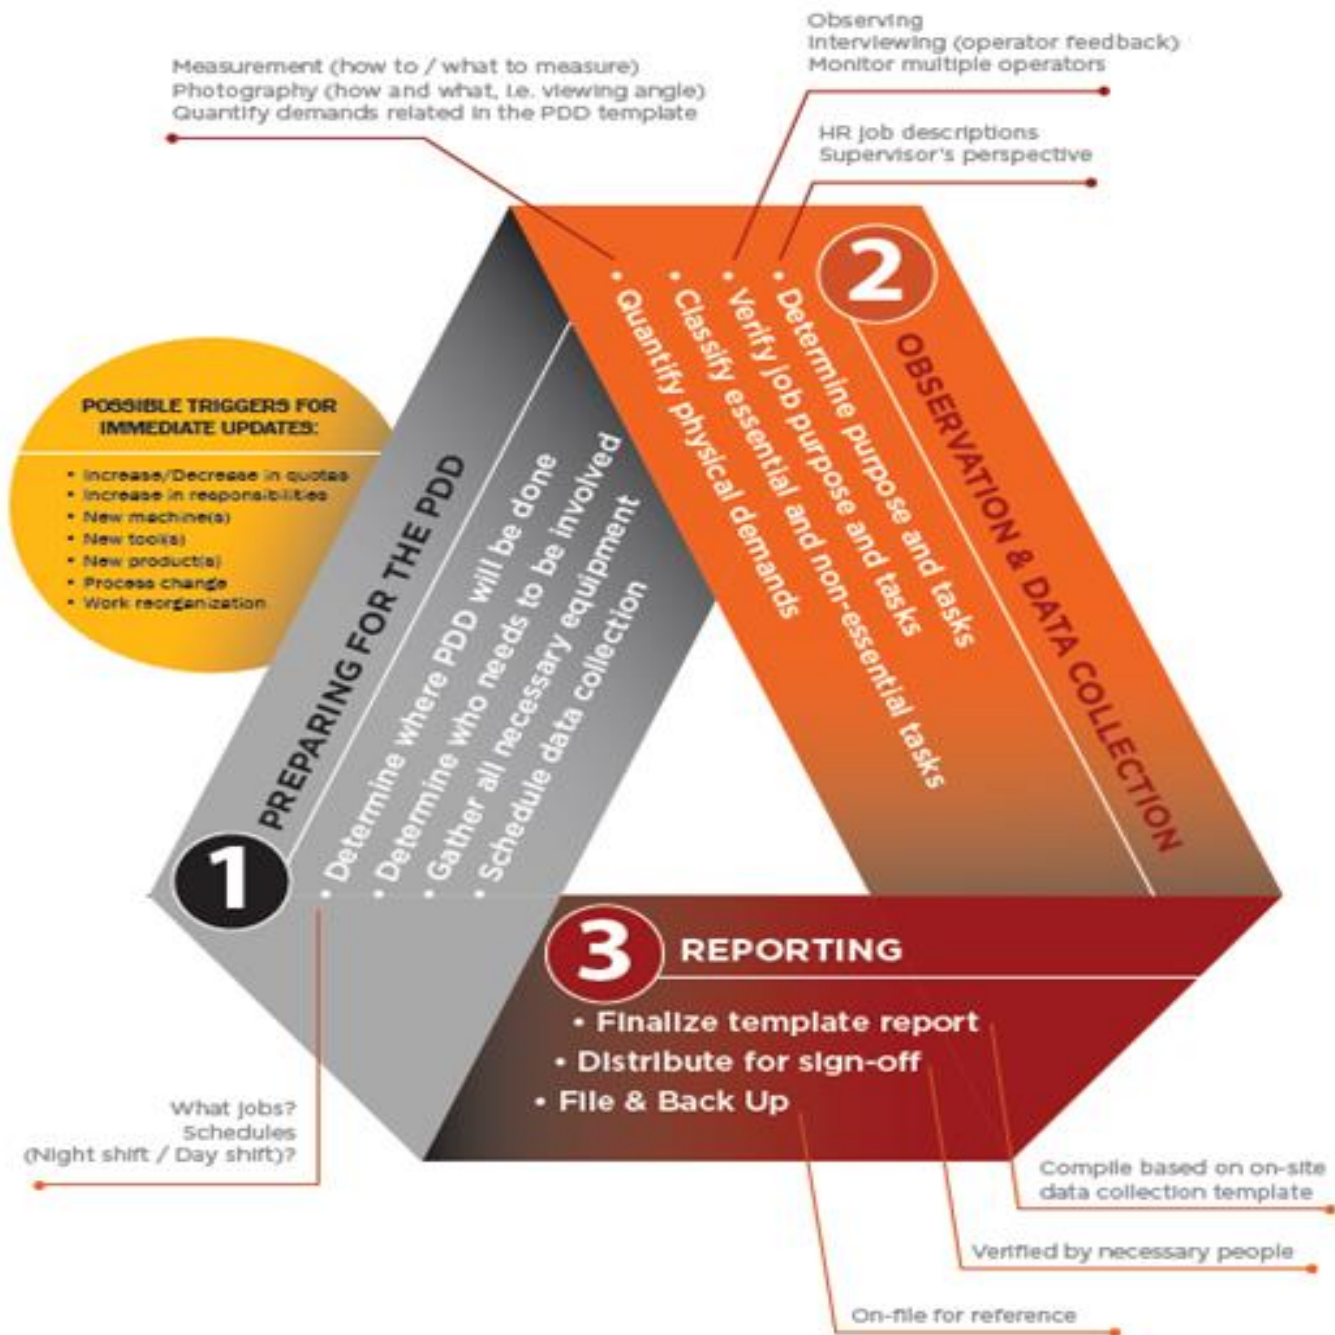 Observing
Interviewing (operator feedback)
Monitor multiple operators
Measurement (how to / what to measure)
Photography (how and what, i.e. viewing angle)
Quantify demands related in the PDD template
HR job descriptions
Supervisor's perspective
POSSIBLE TRIGGERS FOR
IMMEDIATE UPDATES:
• Increase/Decrease in quotas
• Increase in responsibilities
• New machine(s)
• New tool(s)
• New product(s)
• Process change
• Work reorganization
1
PREPARING FOR THE PDD
• Determine where PDD will be done
• Determine who needs to be involved
• Gather all necessary equipment
• Schedule data collection
What jobs?
Schedules
(Night shift / Day shift)?
2
OBSERVATION & DATA COLLECTION
• Determine purpose and tasks
• Verify job purpose and tasks
• Classify essential and non-essential tasks
• Quantify physical demands
3
REPORTING
• Finalize template report
• Distribute for sign-off
• File & Back Up
Compile based on on-site
data collection template
Verified by necessary people
On-file for reference